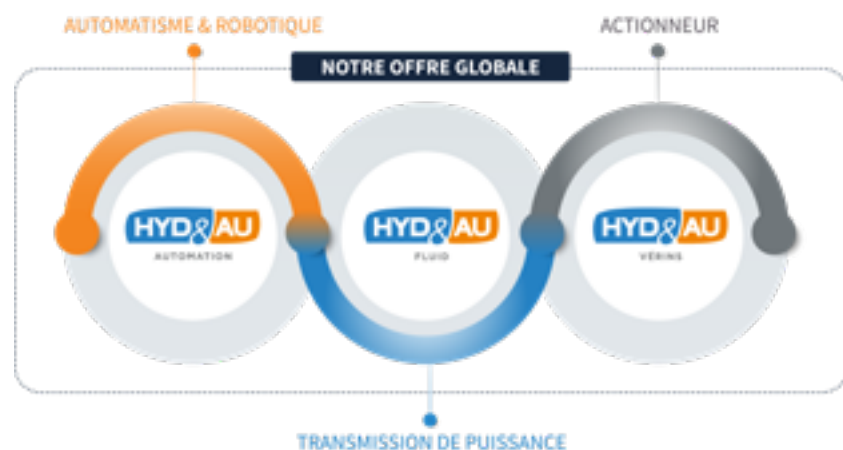 AUTOMATISME & ROBOTIQUE
ACTIONNEUR
NOTRE OFFRE GLOBALE
HYD&AU
AUTOMATION
HYD&AU
FLUID
HYD&AU
VÉRINS
TRANSMISSION DE PUISSANCE